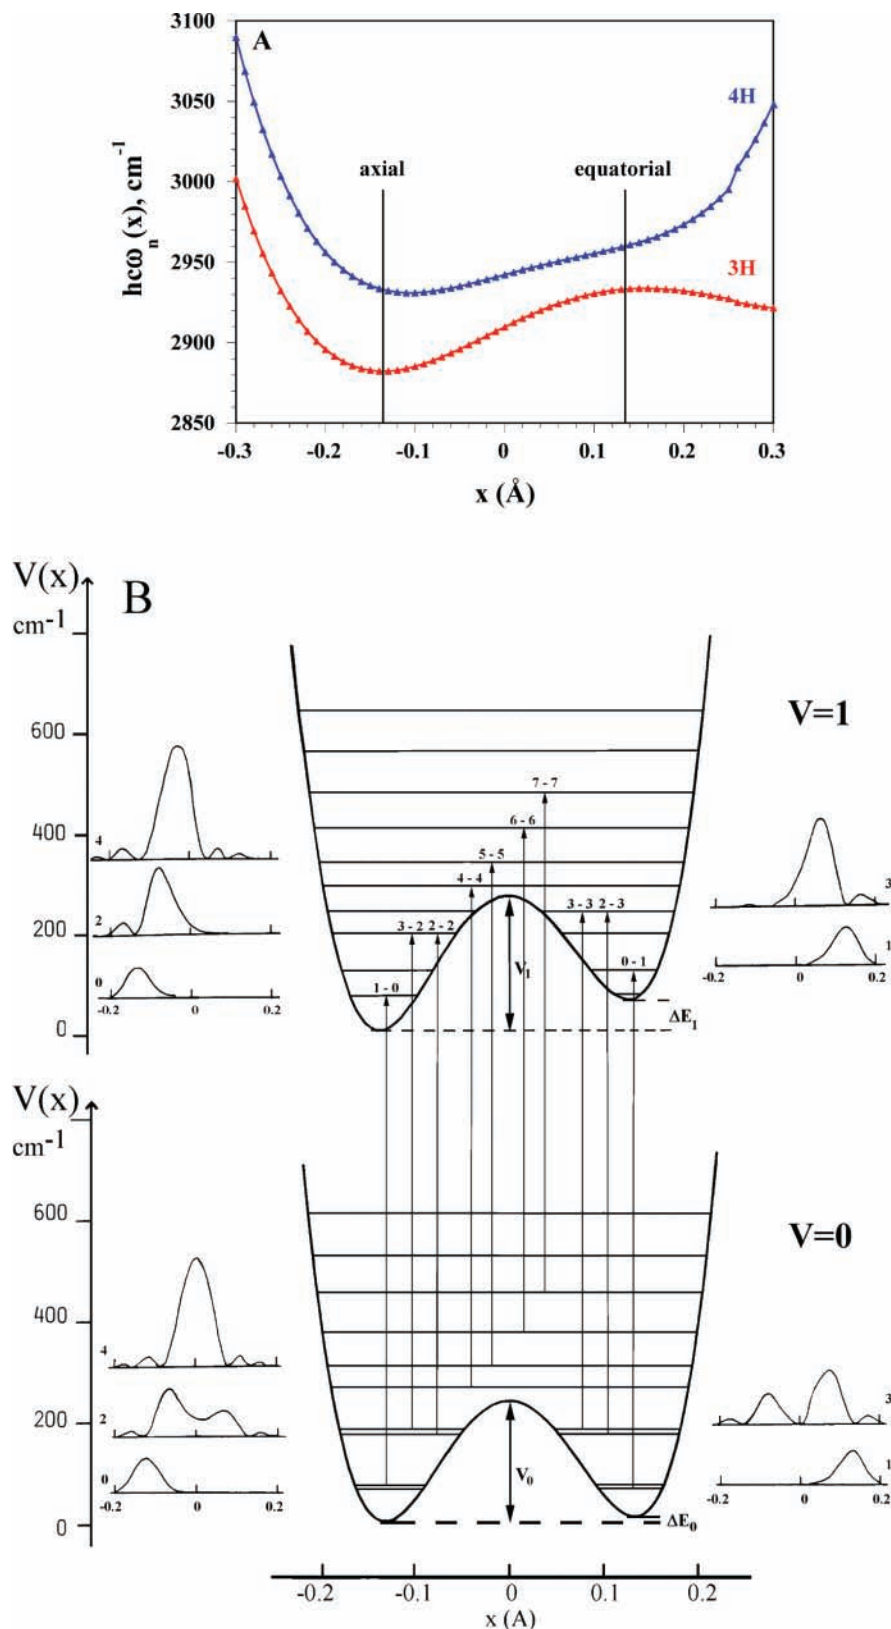 A
3100
3050
3000
2950
2900
2850
hcω_n (x), cm⁻¹
axial
equatorial
4H
3H
-0.3 -0.2 -0.1 0 0.1 0.2 0.3
x (Å)
V(x)
B
cm⁻¹
V=1
600
400
200
0
7 - 7
6 - 6
5 - 5
4 - 4
3 - 2 2 - 2
3 - 3 2 - 3
1 - 0
0 - 1
V₁
ΔE₁
4
2
0
-0.2 0 0.2
3
1
-0.2 0 0.2
V(x)
cm⁻¹
V=0
600
400
200
0
V₀
ΔE₀
4
2
0
-0.2 0 0.2
3
1
-0.2 0 0.2
-0.2 -0.1 0 0.1 0.2
x (A)